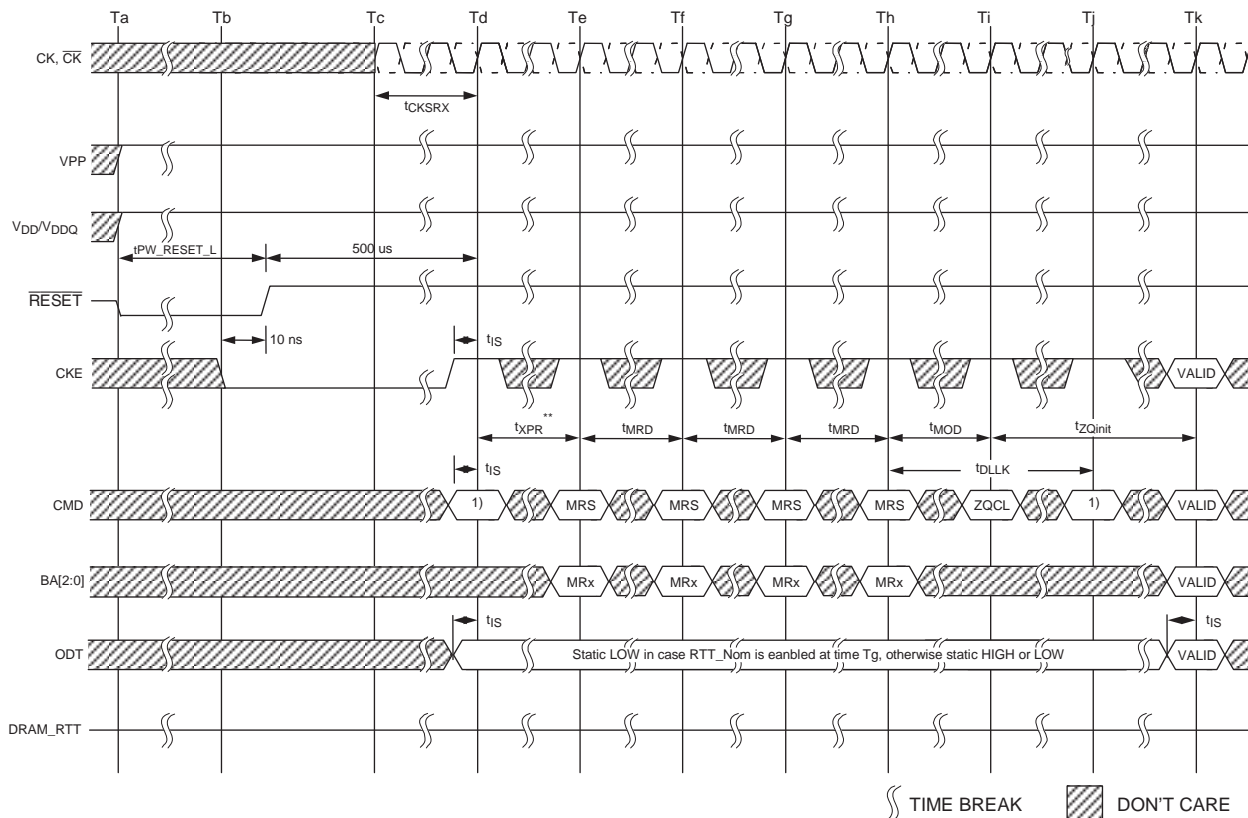 Ta Tb Tc Td Te Tf Tg Th Ti Tj Tk
CK, CK
tCKSRX
VPP
VDD/VDDQ
tPW_RESET_L 500 us
RESET
10 ns tIS
CKE VALID
tXPR** tMRD tMRD tMRD tMOD tZQinit
tIS tDLLK
CMD 1) MRS MRS MRS MRS ZQCL 1) VALID
BA[2:0] MRx MRx MRx MRx VALID
tIS tIS
ODT Static LOW in case RTT_Nom is eanbled at time Tg, otherwise static HIGH or LOW VALID
DRAM_RTT
TIME BREAK DON'T CARE